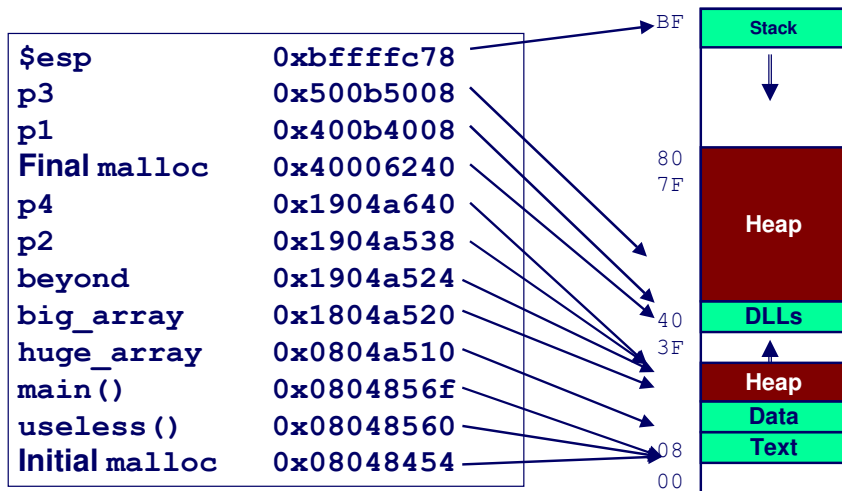 $esp 0xbffffc78
p3 0x500b5008
p1 0x400b4008
Final malloc 0x40006240
p4 0x1904a640
p2 0x1904a538
beyond 0x1904a524
big_array 0x1804a520
huge_array 0x0804a510
main() 0x0804856f
useless() 0x08048560
Initial malloc 0x08048454
BF
Stack
80
7F
Heap
40
DLLs
3F
Heap
Data
08
Text
00